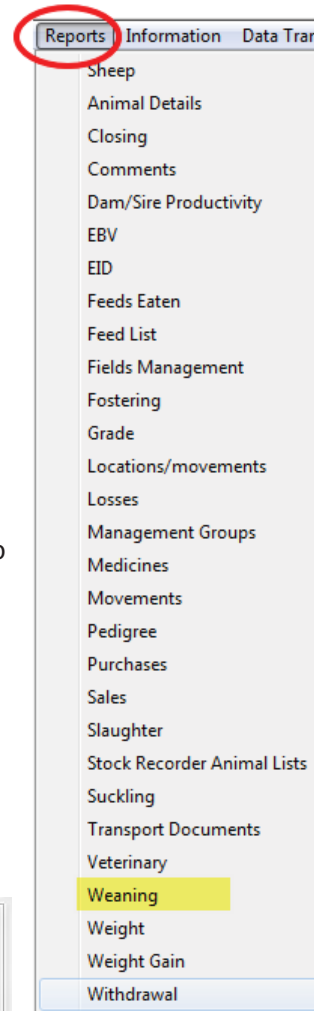 Reports Information Data Tran
Sheep
Animal Details
Closing
Comments
Dam/Sire Productivity
EBV
EID
Feeds Eaten
Feed List
Fields Management
Fostering
Grade
Locations/movements
Losses
Management Groups
Medicines
Movements
Pedigree
Purchases
Sales
Slaughter
Stock Recorder Animal Lists
Suckling
Transport Documents
Veterinary
Weaning
Weight
Weight Gain
Withdrawal